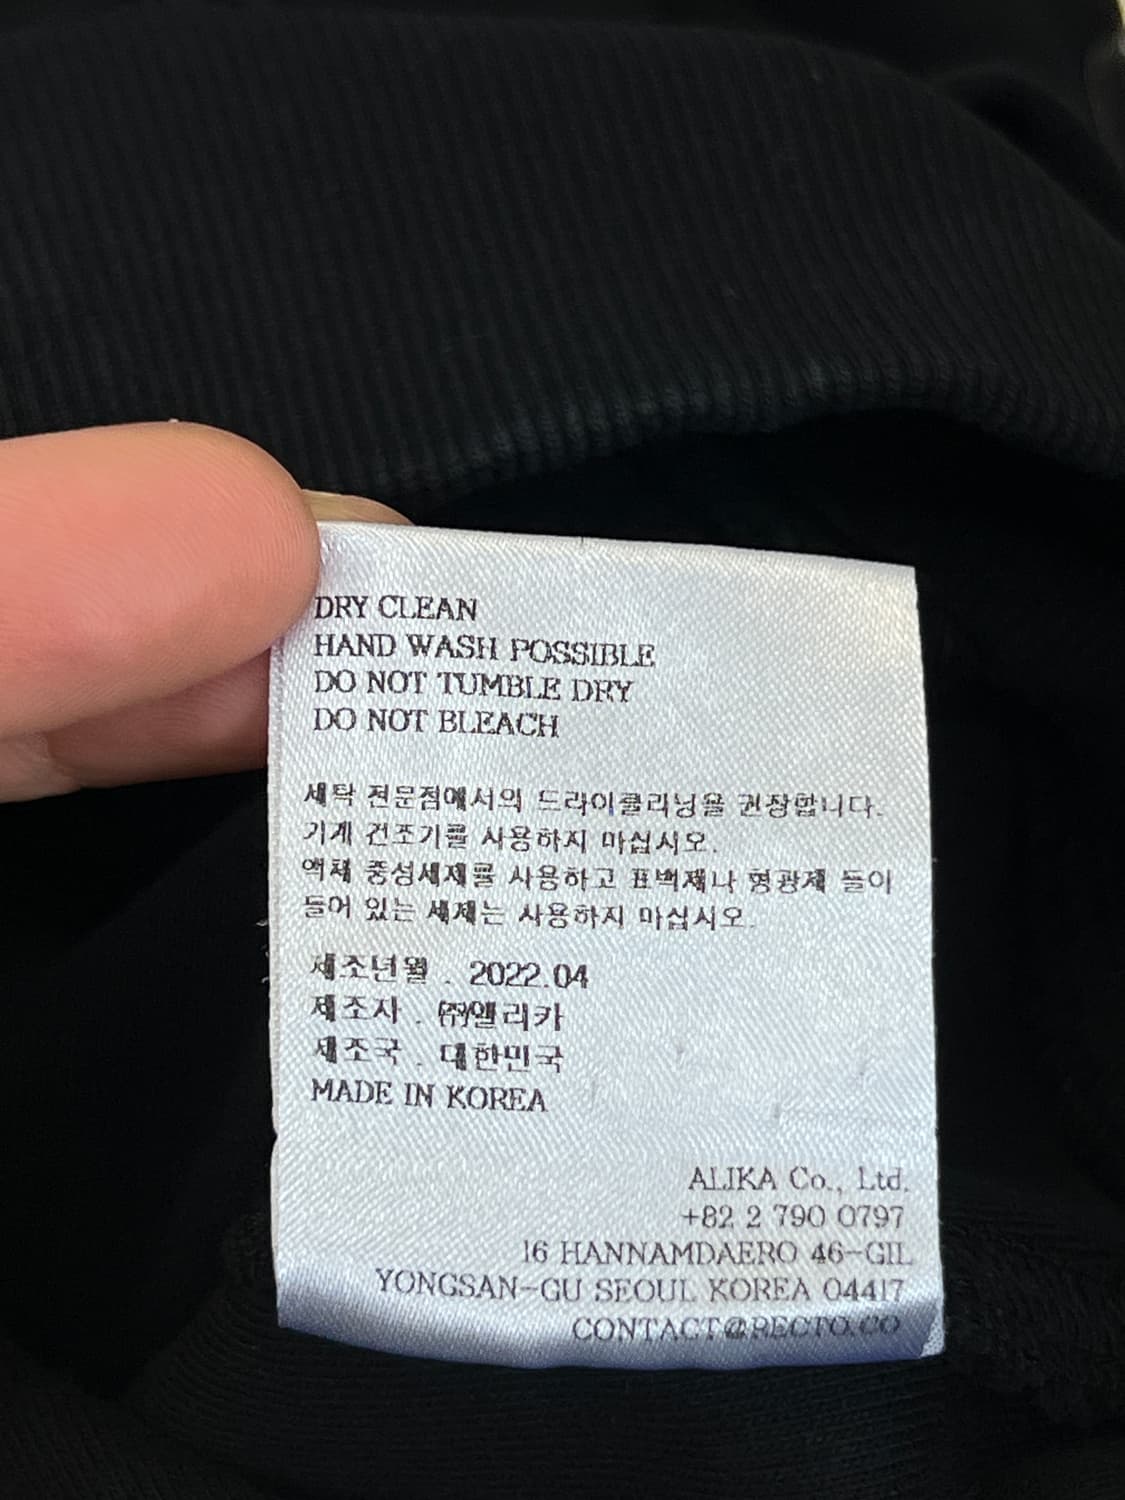 DRY CLEAN
HAND WASH POSSIBLE
DO NOT TUMBLE DRY
DO NOT BLEACH
세탁 전문점에서의 드라이클리닝을 권장합니다.
기계 건조기를 사용하지 마십시오.
액체 중성세제를 사용하고 표백제나 형광제 들이
들어 있는 세제는 사용하지 마십시오.
제조년월 . 2022.04
제조자 . ㈜앨리카
제조국 . 대한민국
MADE IN KOREA
ALIKA Co., Ltd.
+82 2 790 0797
16 HANNAMDAERO 46-GIL
YONGSAN-GU SEOUL KOREA 04417
CONTACT@RECTO.CO